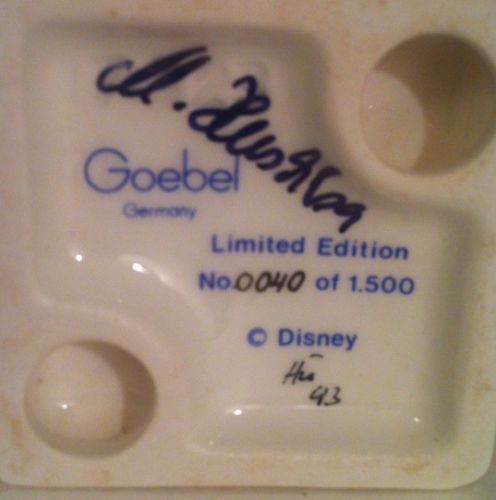 Goebel
Germany
Limited Edition
No. 0040 of 1.500
© Disney
93